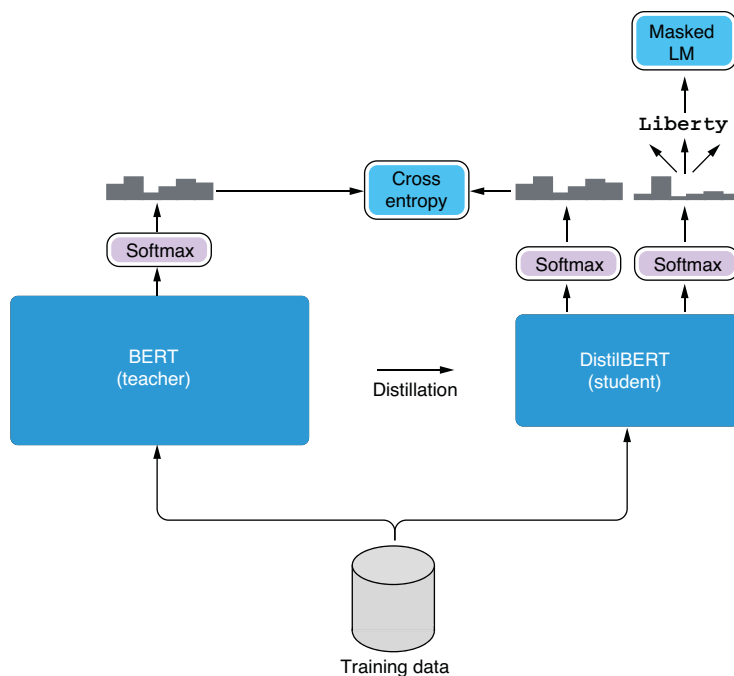 Masked
LM
Liberty
Cross
entropy
Softmax
Softmax
Softmax
BERT
(teacher)
Distillation
DistilBERT
(student)
Training data